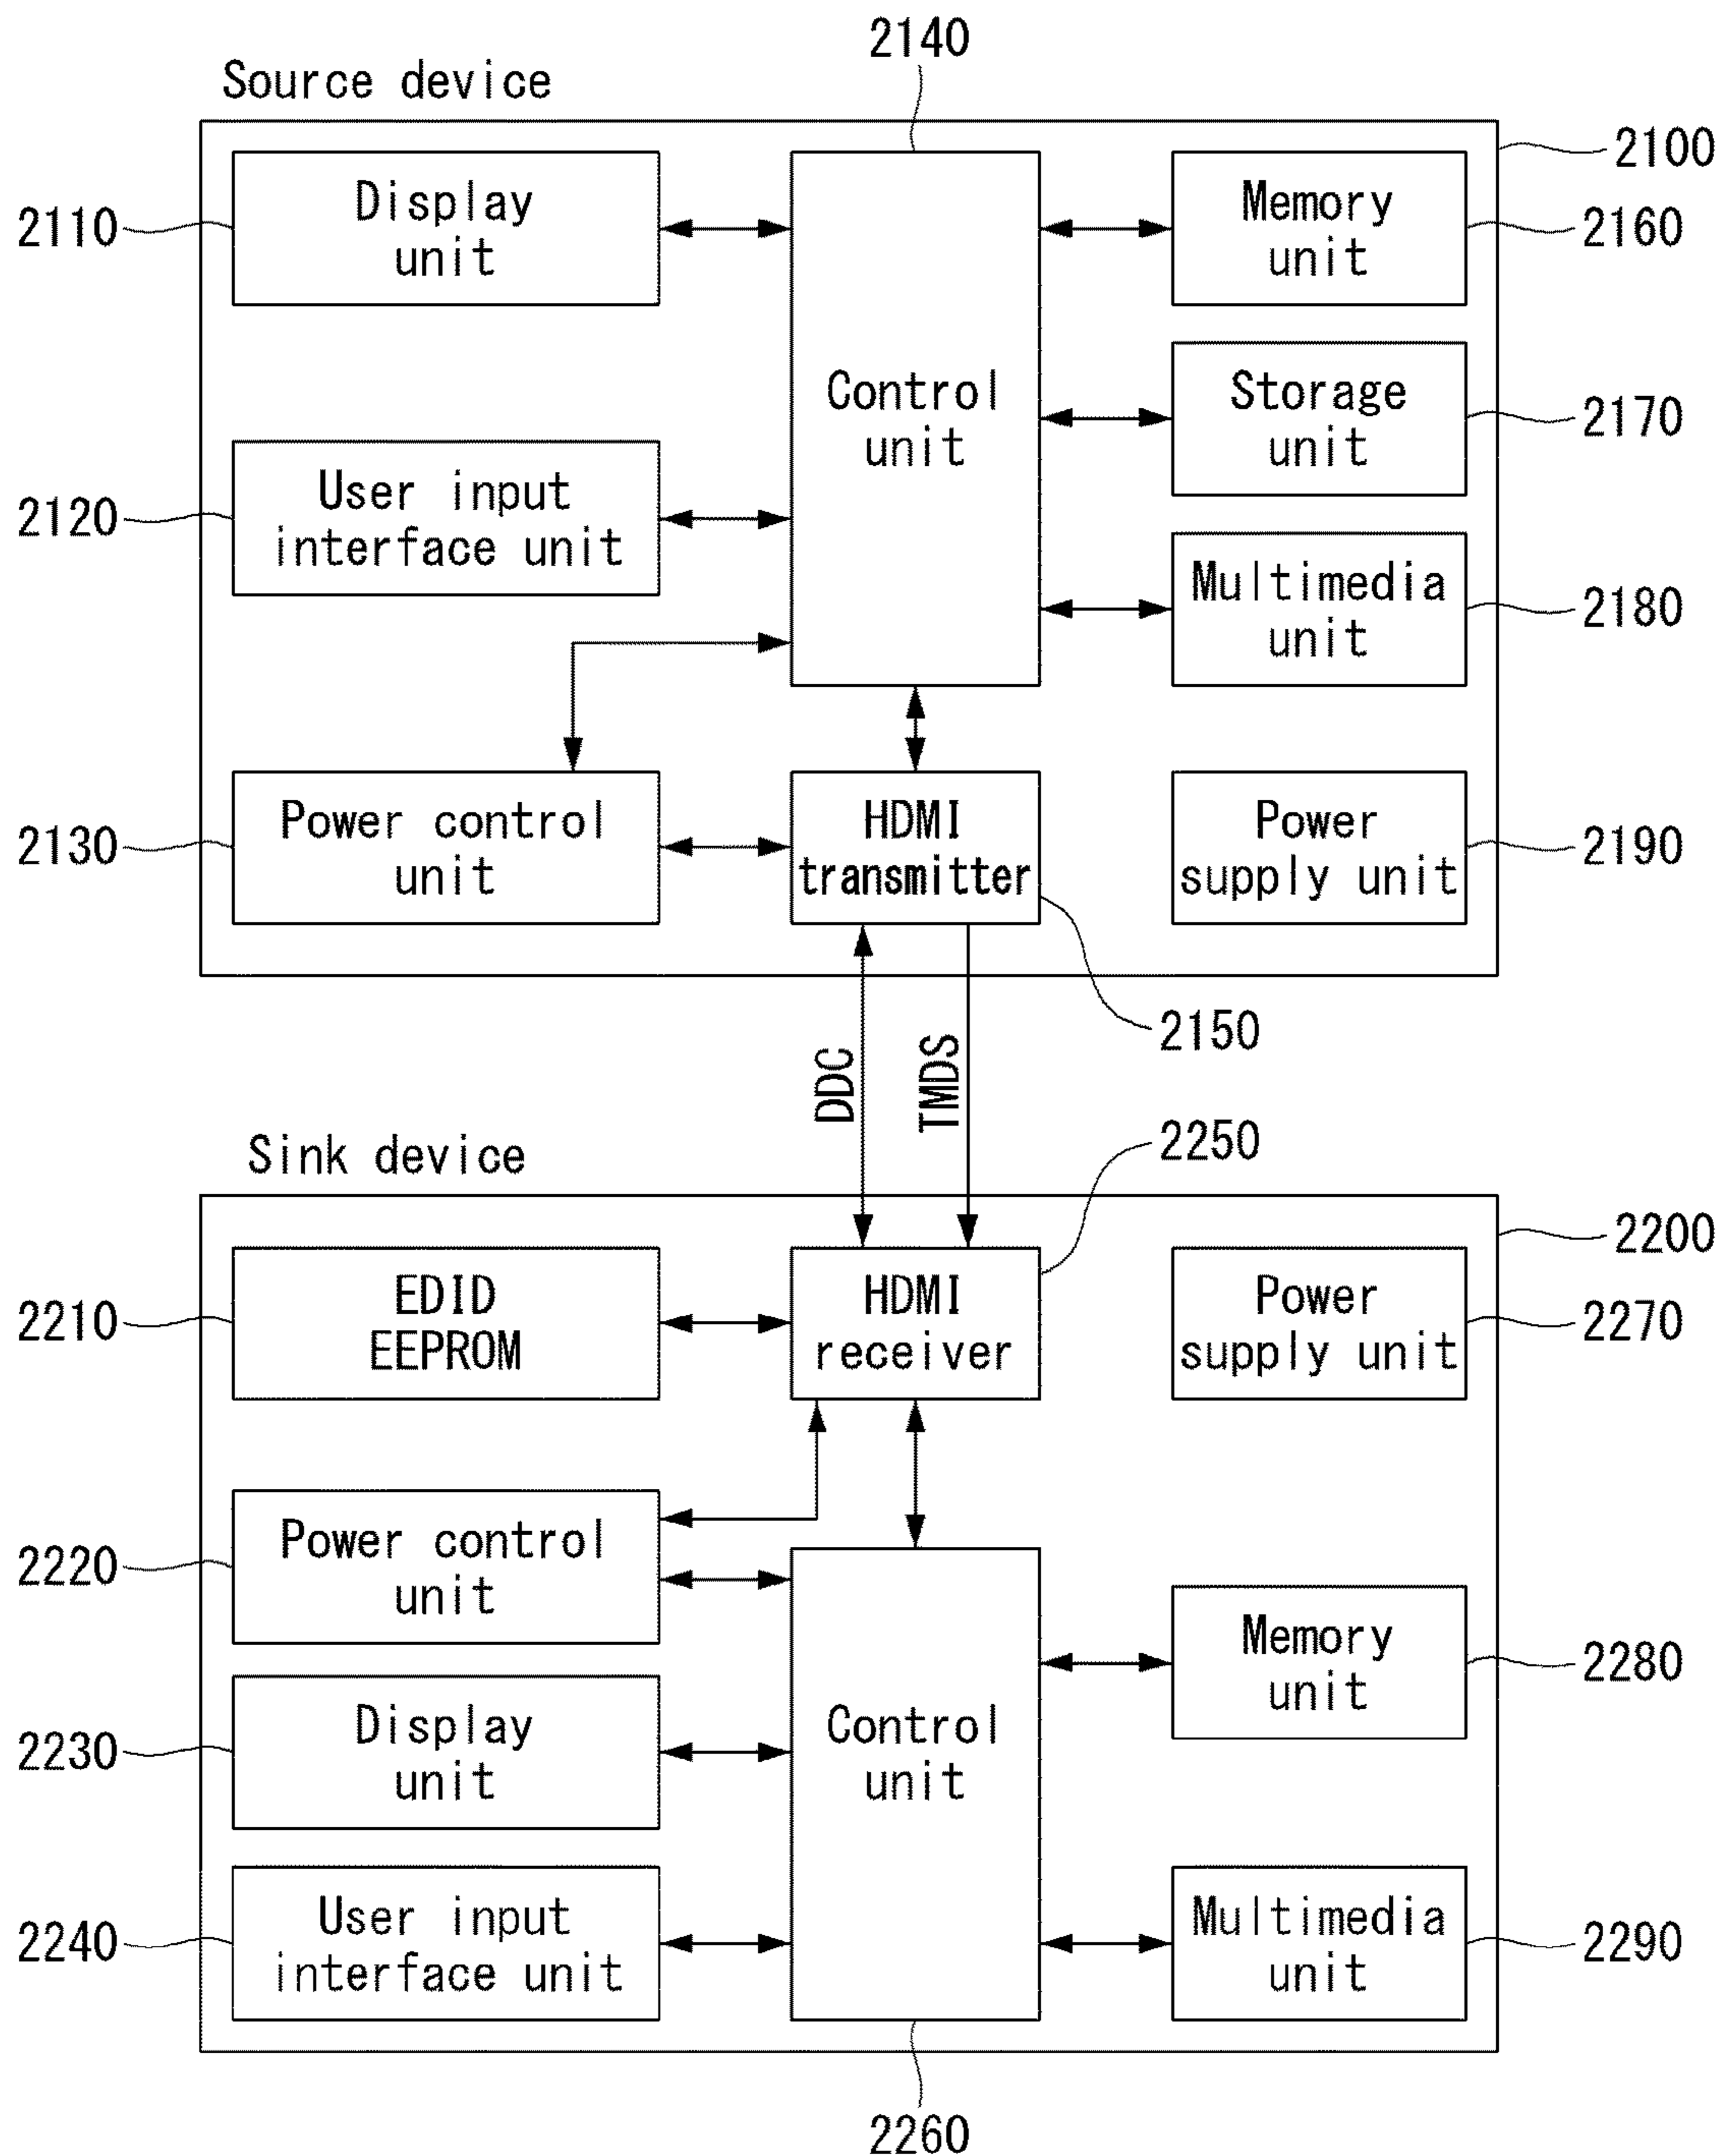 2140
Source device
2100
Display
unit
2110
Memory
unit
2160
Control
unit
Storage
unit
2170
User input
interface unit
2120
Multimedia
unit
2180
Power control
unit
2130
HDMI
transmitter
Power
supply unit
2190
2150
DDC
TMDS
2250
Sink device
2200
EDID
EEPROM
2210
HDMI
receiver
Power
supply unit
2270
Power control
unit
2220
Memory
unit
2280
Display
unit
2230
Control
unit
User input
interface unit
2240
Multimedia
unit
2290
2260